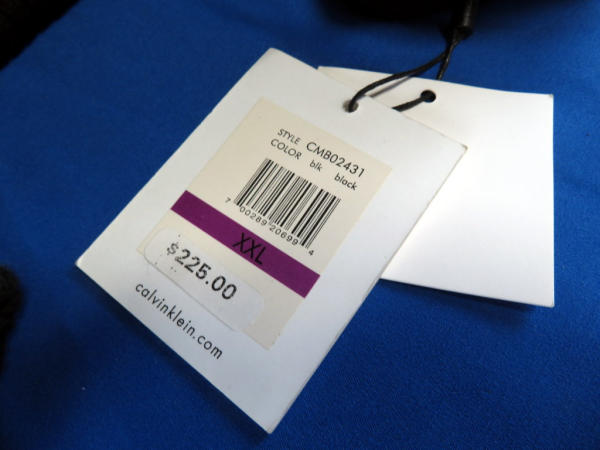 STYLE CMB02431
COLOR blk black
7 00289 20699 4
XXL
$225.00
calvinklein.com